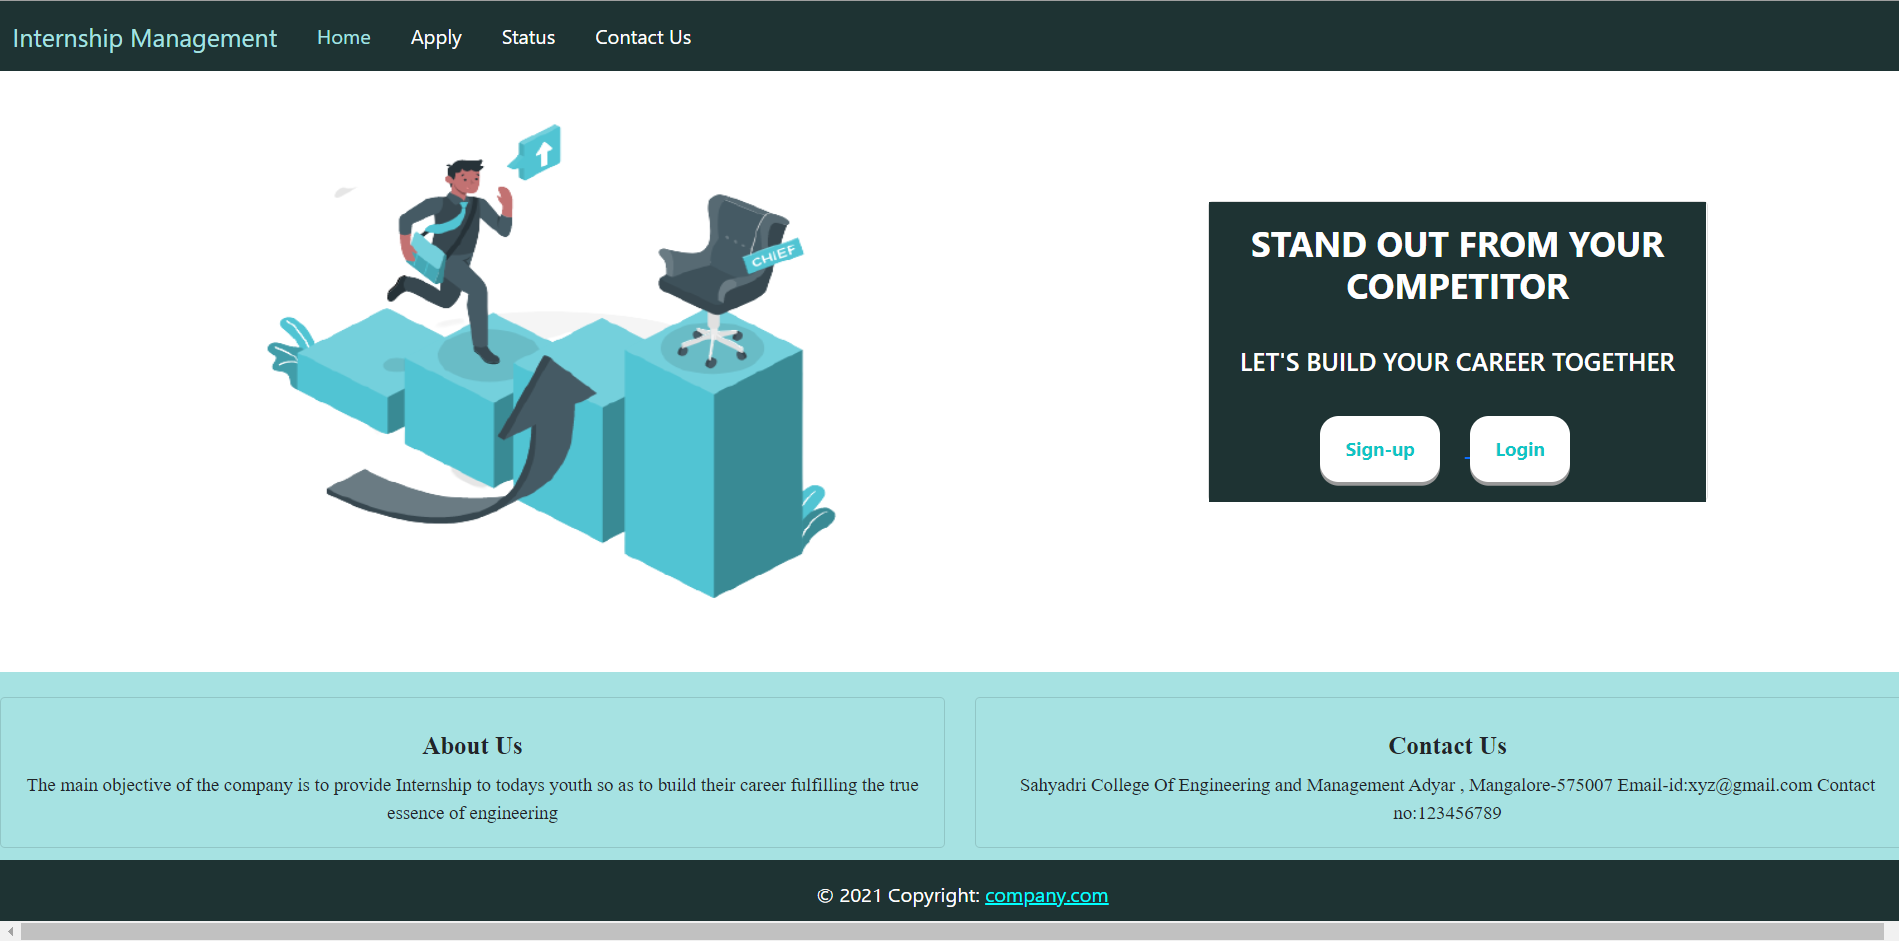 Internship Management Home Apply Status Contact Us
CHIEF
STAND OUT FROM YOUR
COMPETITOR
LET'S BUILD YOUR CAREER TOGETHER
Sign-up Login
About Us
The main objective of the company is to provide Internship to todays youth so as to build their career fulfilling the true
essence of engineering
Contact Us
Sahyadri College Of Engineering and Management Adyar , Mangalore-575007 Email-id:xyz@gmail.com Contact
no:123456789
© 2021 Copyright: company.com